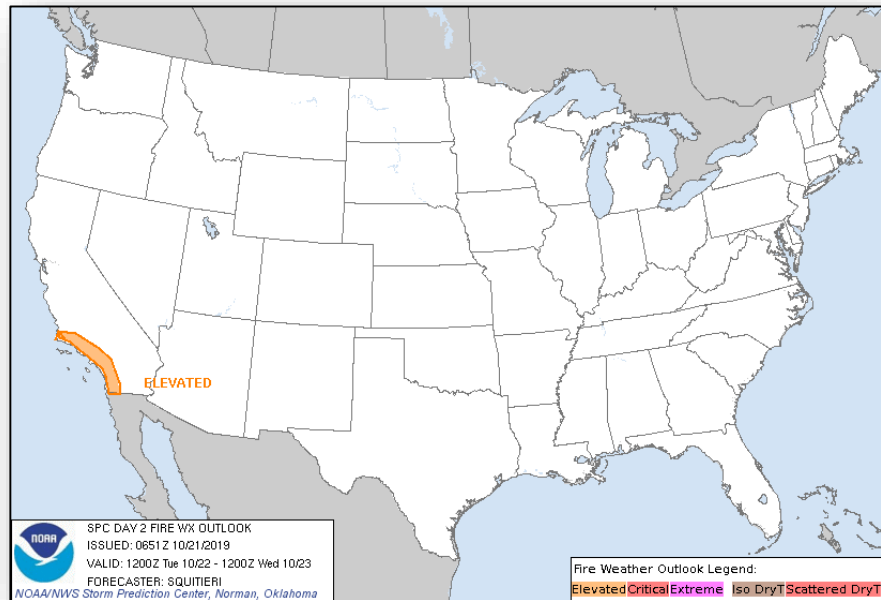 ELEVATED
NOAA
SPC DAY 2 FIRE WX OUTLOOK
ISSUED: 0651Z 10/21/2019
VALID: 1200Z Tue 10/22 - 1200Z Wed 10/23
FORECASTER: SQUITIERI
NOAA/NWS Storm Prediction Center, Norman, Oklahoma
Fire Weather Outlook Legend:
Elevated Critical Extreme Iso DryT Scattered DryT